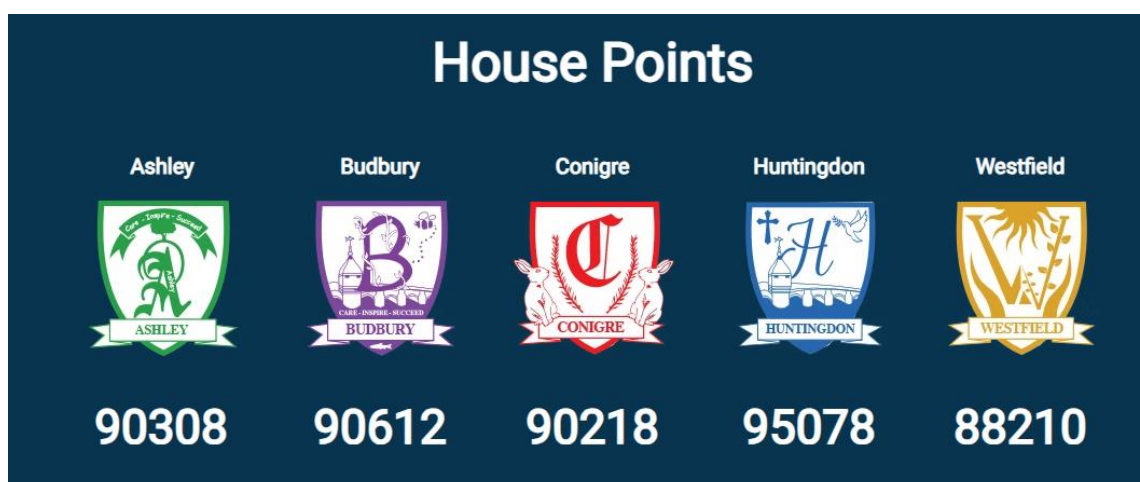 House Points
Ashley
Budbury
Conigre
Huntingdon
Westfield
Care - Inspire - Succeed
A
Ashley
ASHLEY
B
CARE - INSPIRE - SUCCEED
BUDBURY
C
CONIGRE
H
HUNTINGDON
W
WESTFIELD
90308
90612
90218
95078
88210